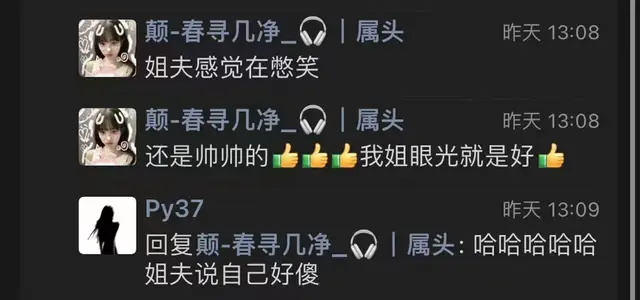 颠-春寻几净_🎧｜属头 昨天 13:08
姐夫感觉在憋笑
颠-春寻几净_🎧｜属头 昨天 13:08
还是帅帅的👍👍👍我姐眼光就是好👍
Py37 昨天 13:09
回复颠-春寻几净_🎧｜属头: 哈哈哈哈哈
姐夫说自己好傻